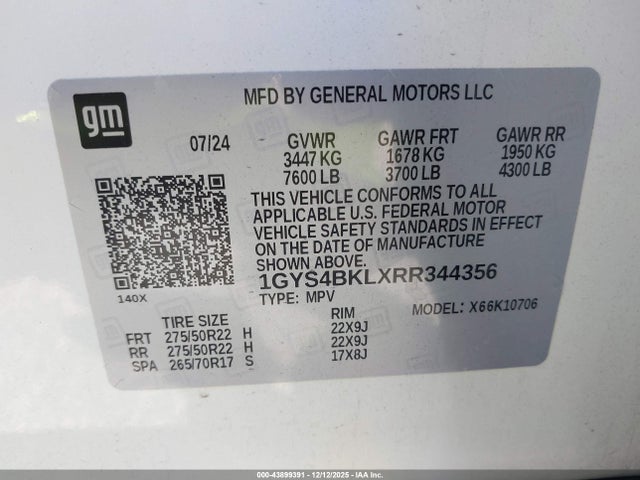 gm
MFD BY GENERAL MOTORS LLC
07/24 GVWR GAWR FRT GAWR RR
3447 KG 1678 KG 1950 KG
7600 LB 3700 LB 4300 LB
THIS VEHICLE CONFORMS TO ALL
APPLICABLE U.S. FEDERAL MOTOR
VEHICLE SAFETY STANDARDS IN EFFECT
ON THE DATE OF MANUFACTURE
SHOWN ABOVE.
1GYS4BKLXRR344356
140X TYPE: MPV MODEL: X66K10706
TIRE SIZE RIM
FRT 275/50R22 H 22X9J
RR 275/50R22 H 22X9J
SPA 265/70R17 S 17X8J
000-43899391 - 12/12/2025 - IAA Inc.